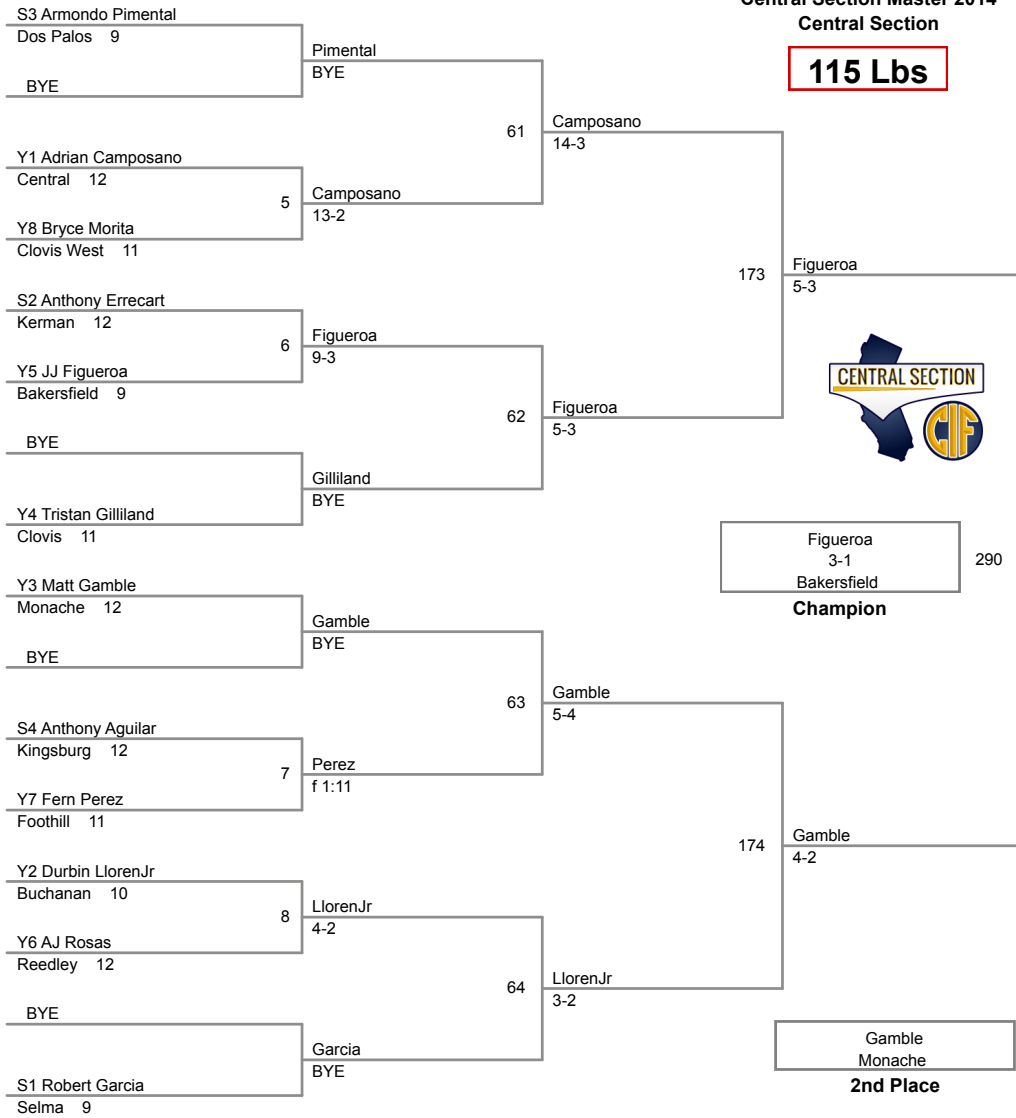 Central Section Master 2014
Central Section
115 Lbs
S3 Armondo Pimental
Dos Palos 9
BYE
Pimental
BYE
61
Camposano
14-3
Y1 Adrian Camposano
Central 12
5
Camposano
13-2
Y8 Bryce Morita
Clovis West 11
173
Figueroa
5-3
S2 Anthony Errecart
Kerman 12
6
Figueroa
9-3
Y5 JJ Figueroa
Bakersfield 9
62
Figueroa
5-3
BYE
Gilliland
BYE
Y4 Tristan Gilliland
Clovis 11
CENTRAL SECTION
CIF
Figueroa
3-1
Bakersfield
290
Champion
Y3 Matt Gamble
Monache 12
BYE
Gamble
BYE
63
Gamble
5-4
S4 Anthony Aguilar
Kingsburg 12
7
Perez
f 1:11
Y7 Fern Perez
Foothill 11
174
Gamble
4-2
Y2 Durbin LlorenJr
Buchanan 10
8
LlorenJr
4-2
Y6 AJ Rosas
Reedley 12
64
LlorenJr
3-2
BYE
Garcia
BYE
S1 Robert Garcia
Selma 9
Gamble
Monache
2nd Place